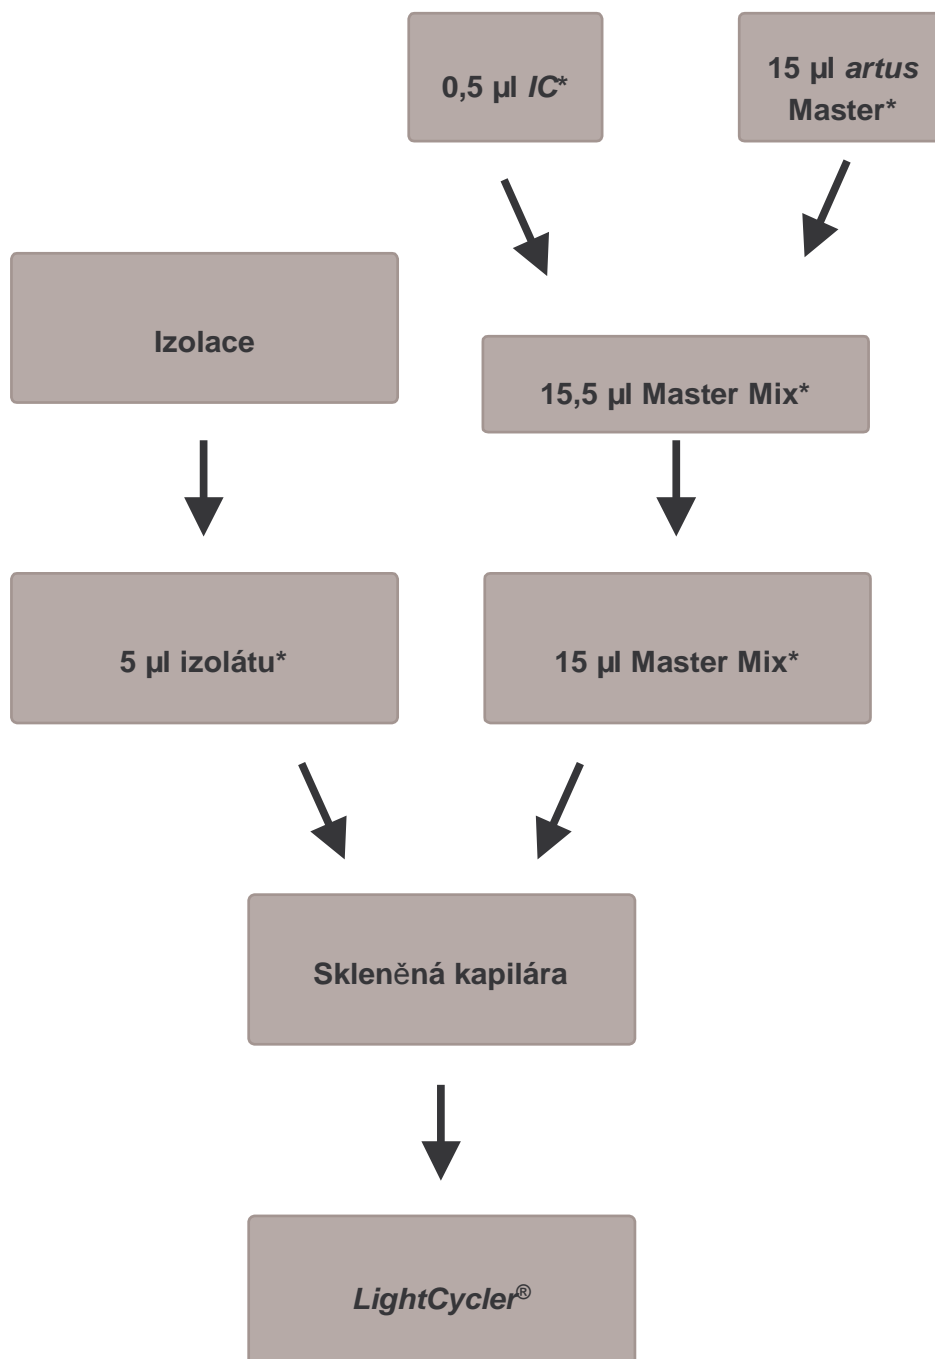 0,5 µl IC*
15 µl artus
Master*
Izolace
15,5 µl Master Mix*
5 µl izolátu*
15 µl Master Mix*
Skleněná kapilára
LightCycler®